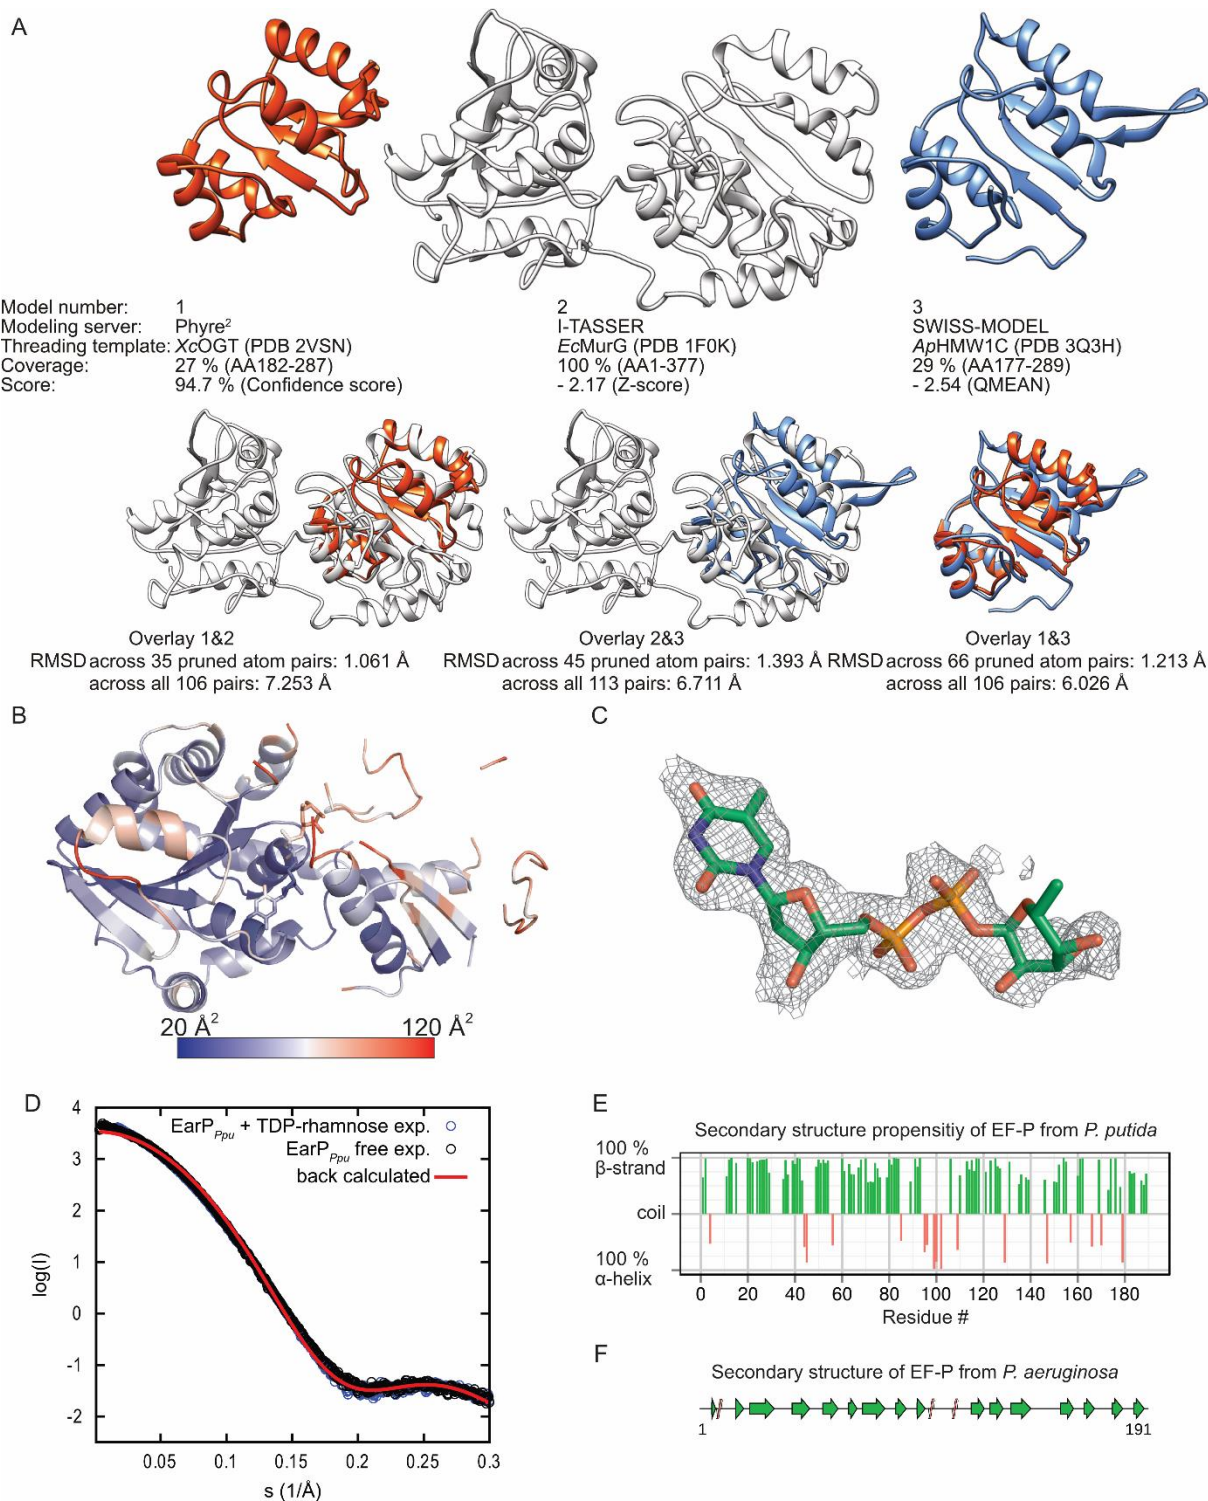 A
Model number: 1 2 3
Modeling server: Phyre² I-TASSER SWISS-MODEL
Threading template: XcOGT (PDB 2VSN) EcMurG (PDB 1F0K) ApHMW1C (PDB 3Q3H)
Coverage: 27 % (AA182-287) 100 % (AA1-377) 29 % (AA177-289)
Score: 94.7 % (Confidence score) - 2.17 (Z-score) - 2.54 (QMEAN)
Overlay 1&2 Overlay 2&3 Overlay 1&3
RMSD across 35 pruned atom pairs: 1.061 Å RMSD across 45 pruned atom pairs: 1.393 Å RMSD across 66 pruned atom pairs: 1.213 Å
across all 106 pairs: 7.253 Å across all 113 pairs: 6.711 Å across all 106 pairs: 6.026 Å
B
20 Å² 120 Å²
C
D
EarP Ppu + TDP-rhamnose exp.
EarP Ppu free exp.
back calculated
log(I)
4
3
2
1
0
-1
-2
0.05 0.1 0.15 0.2 0.25 0.3
s (1/Å)
E
Secondary structure propensitiy of EF-P from P. putida
100 %
β-strand
coil
100 %
α-helix
0 20 40 60 80 100 120 140 160 180
Residue #
F
Secondary structure of EF-P from P. aeruginosa
1 191